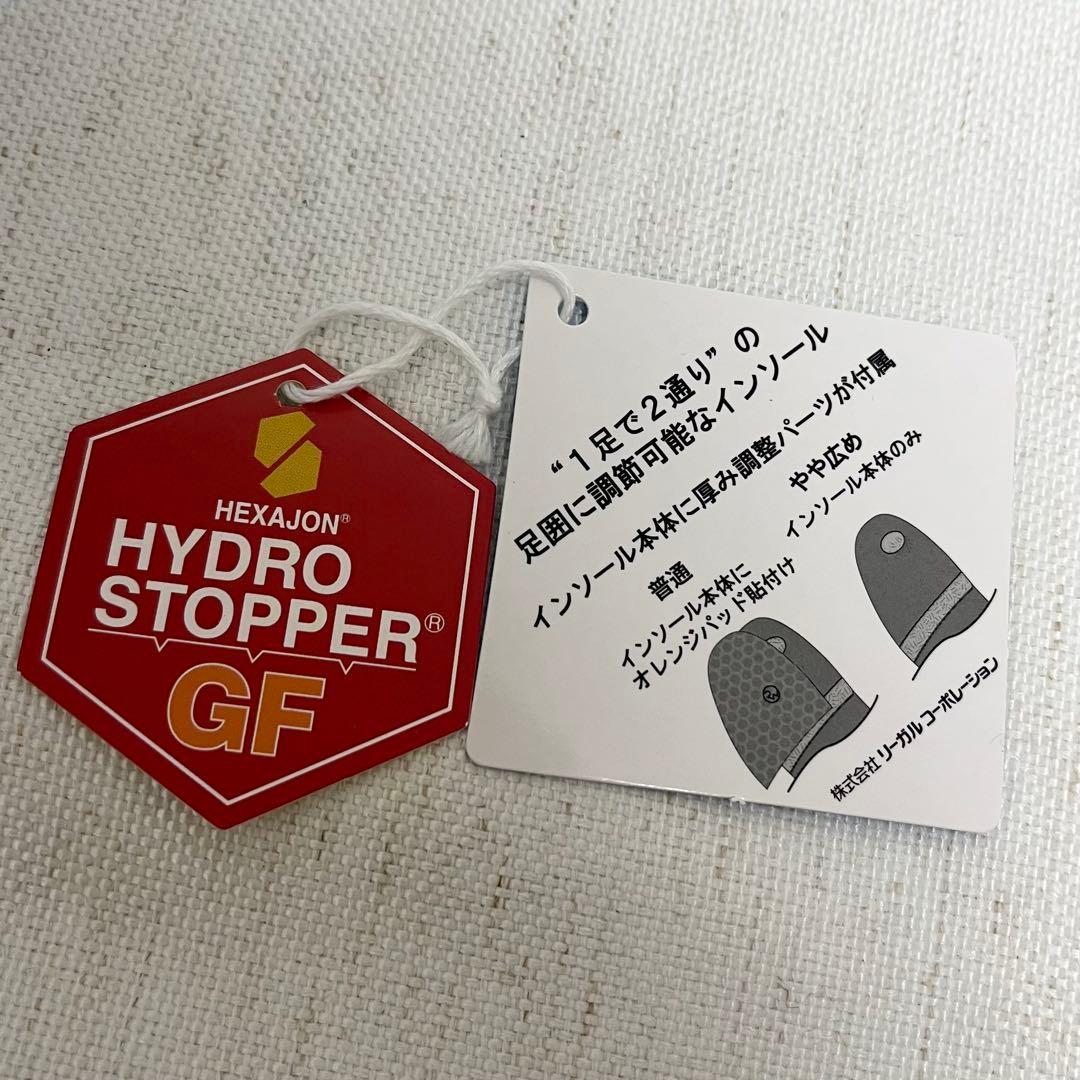 HEXAJON®
HYDRO
STOPPER®
GF
“1足で2通り”の
足囲に調節可能なインソール
インソール本体に厚み調整パーツが付属
普通
インソール本体に
オレンジパッド貼付け
やや広め
インソール本体のみ
株式会社 リーガル コーポレーション